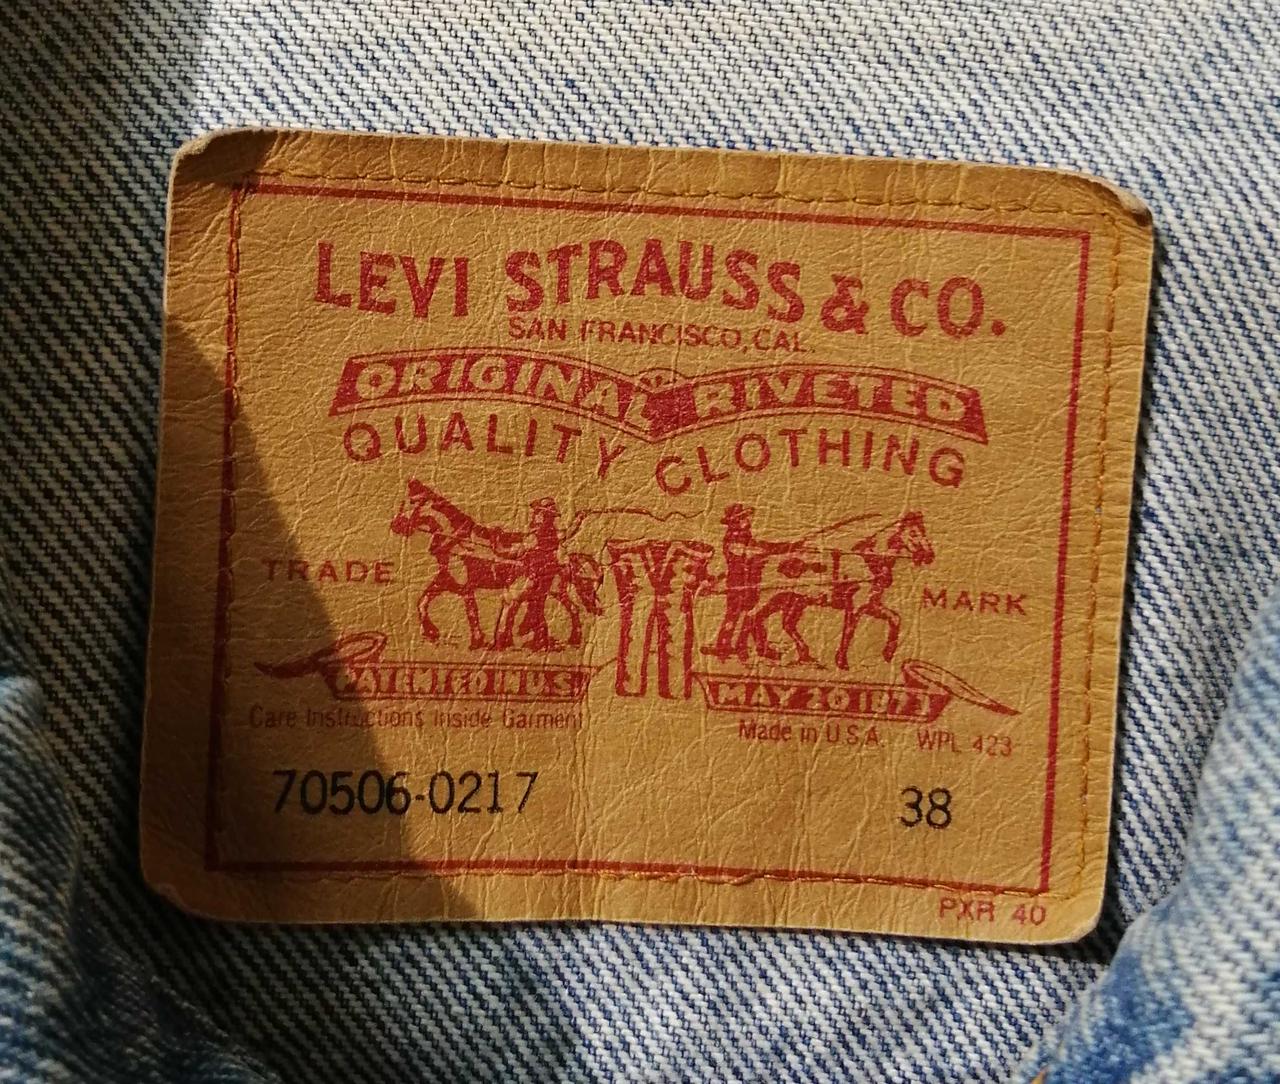 LEVI STRAUSS & CO.
SAN FRANCISCO, CAL.
ORIGINAL RIVETED
QUALITY CLOTHING
TRADE MARK
PATENTED IN U.S. MAY 20 1873
Care Instructions Inside Garment
Made in U.S.A. WPL 423
70506-0217 38
PXR 40